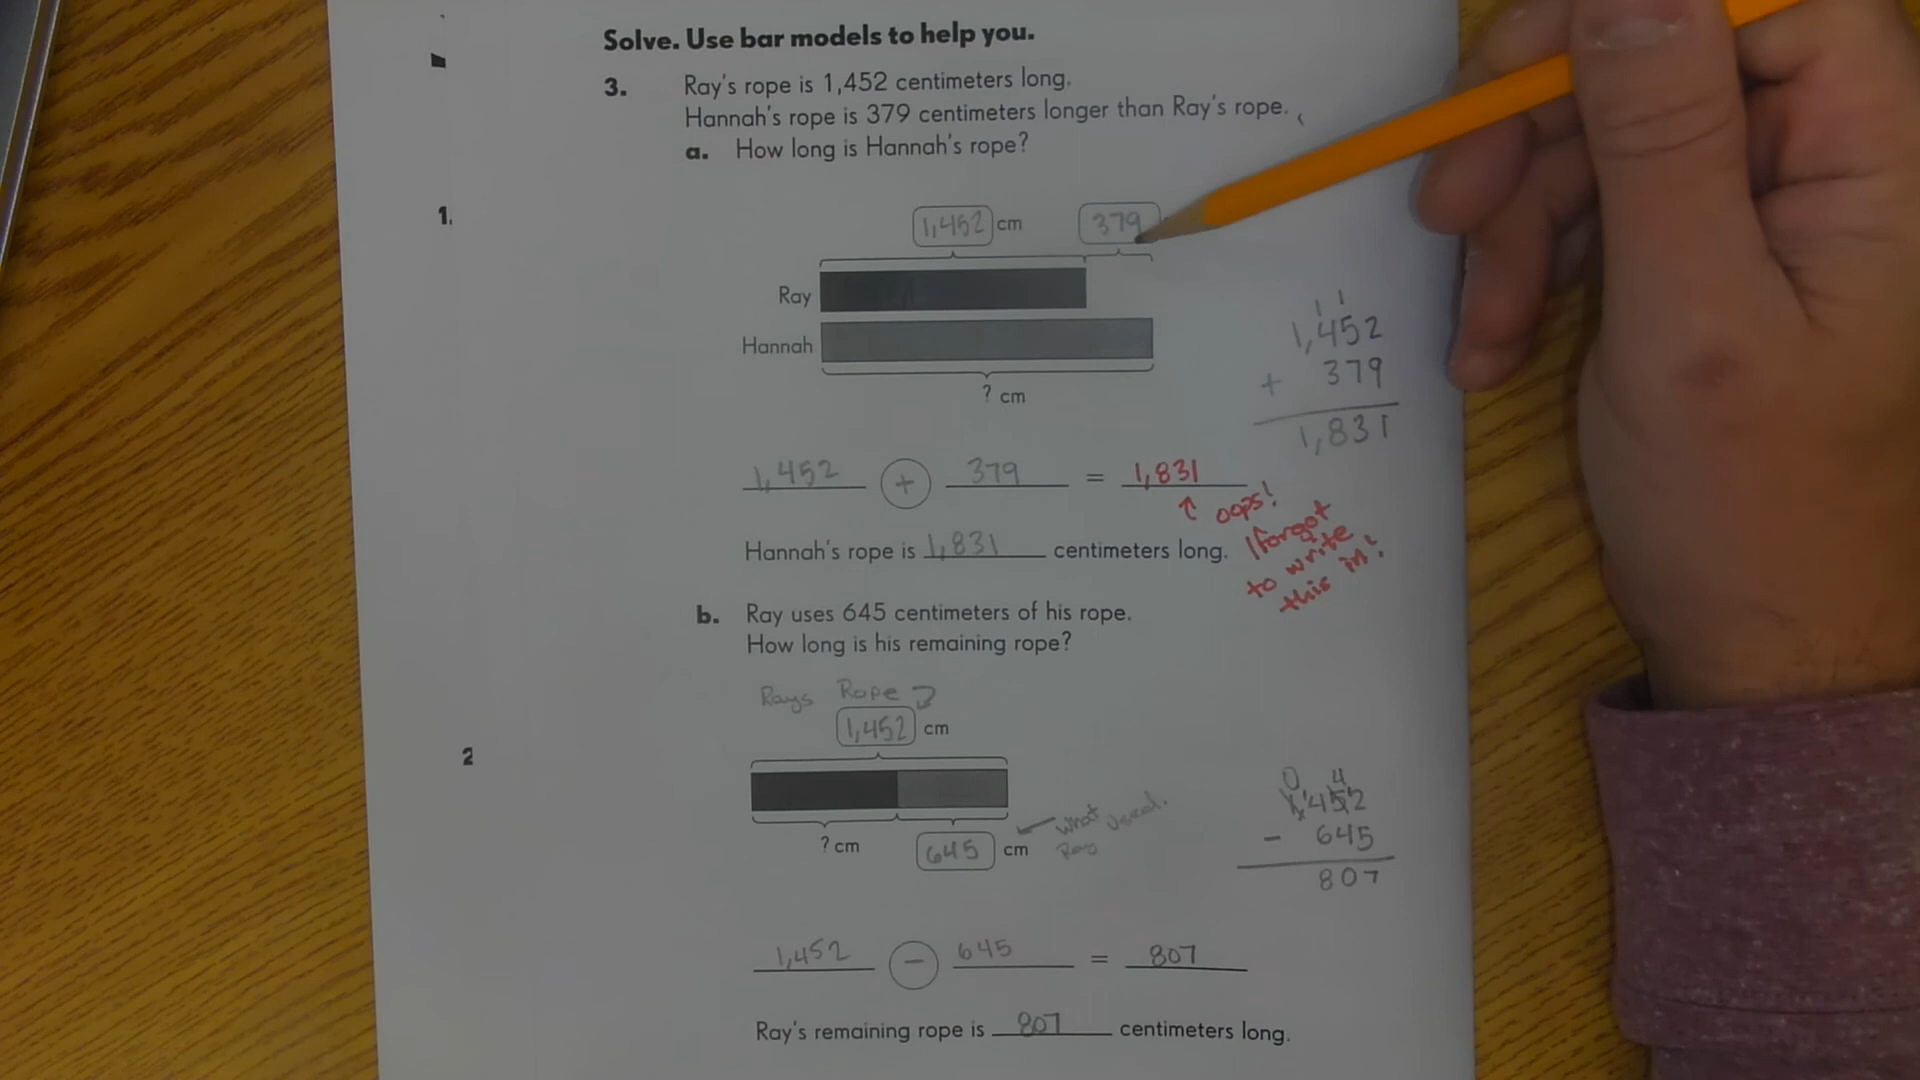 Solve. Use bar models to help you.
3. Ray's rope is 1,452 centimeters long.
Hannah's rope is 379 centimeters longer than Ray's rope.
a. How long is Hannah's rope?
1.
1,452 cm 379
Ray
Hannah
? cm
1 1
1,452
+ 379
1,831
1,452 + 379 = 1,831
↑ oops!
I forgot
to write
this in!
Hannah's rope is 1,831 centimeters long.
b. Ray uses 645 centimeters of his rope.
How long is his remaining rope?
Rays Rope
1,452 cm
2
? cm 645 cm
what
Ray used.
0 4
1,452
- 645
807
1,452 - 645 = 807
Ray's remaining rope is 807 centimeters long.